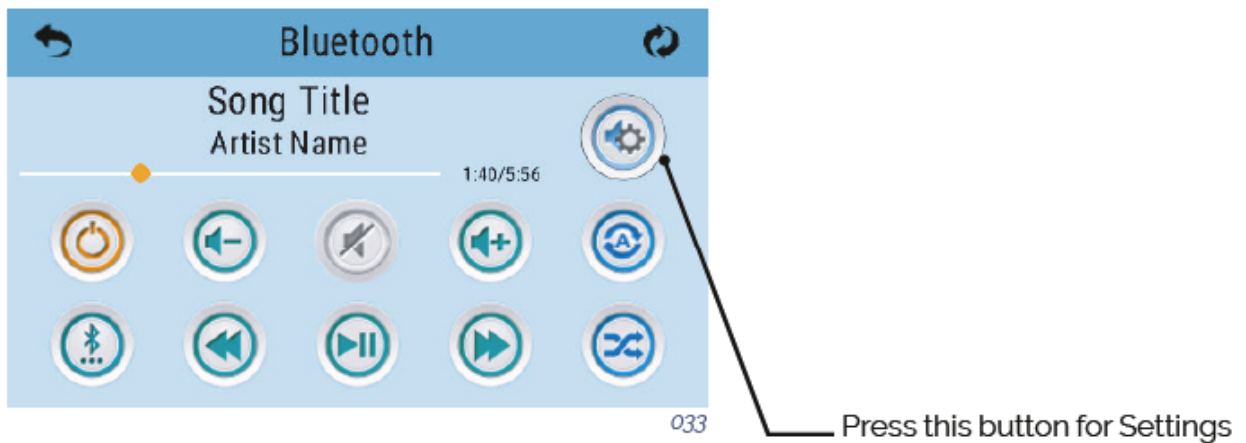 Bluetooth
Song Title
Artist Name
1:40/5:56
A
033
Press this button for Settings